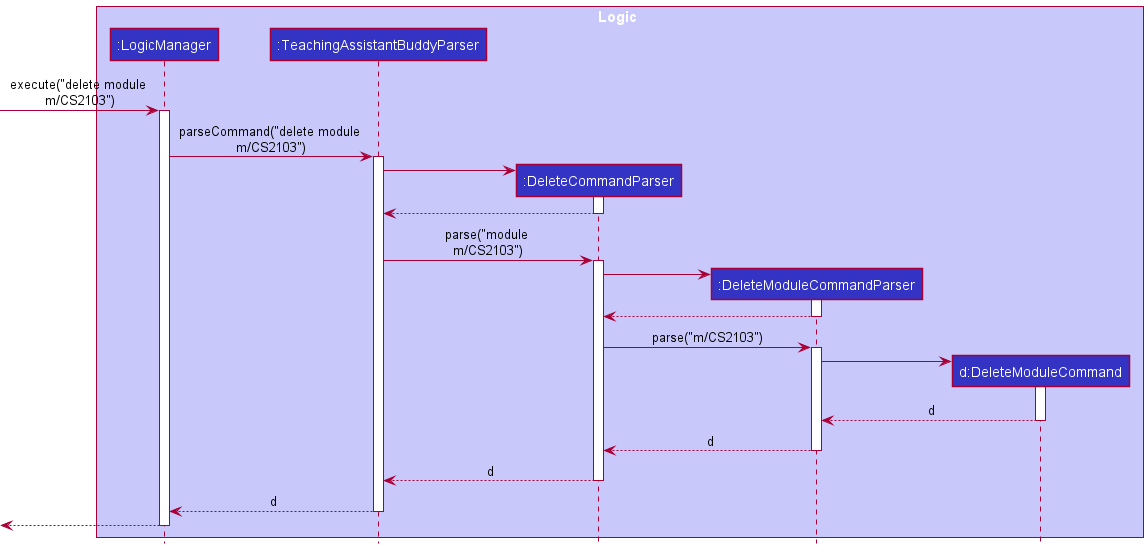 Logic
:LogicManager
:TeachingAssistantBuddyParser
execute("delete module
m/CS2103")
parseCommand("delete module
m/CS2103")
:DeleteCommandParser
parse("module
m/CS2103")
:DeleteModuleCommandParser
parse("m/CS2103")
d:DeleteModuleCommand
d
d
d
d